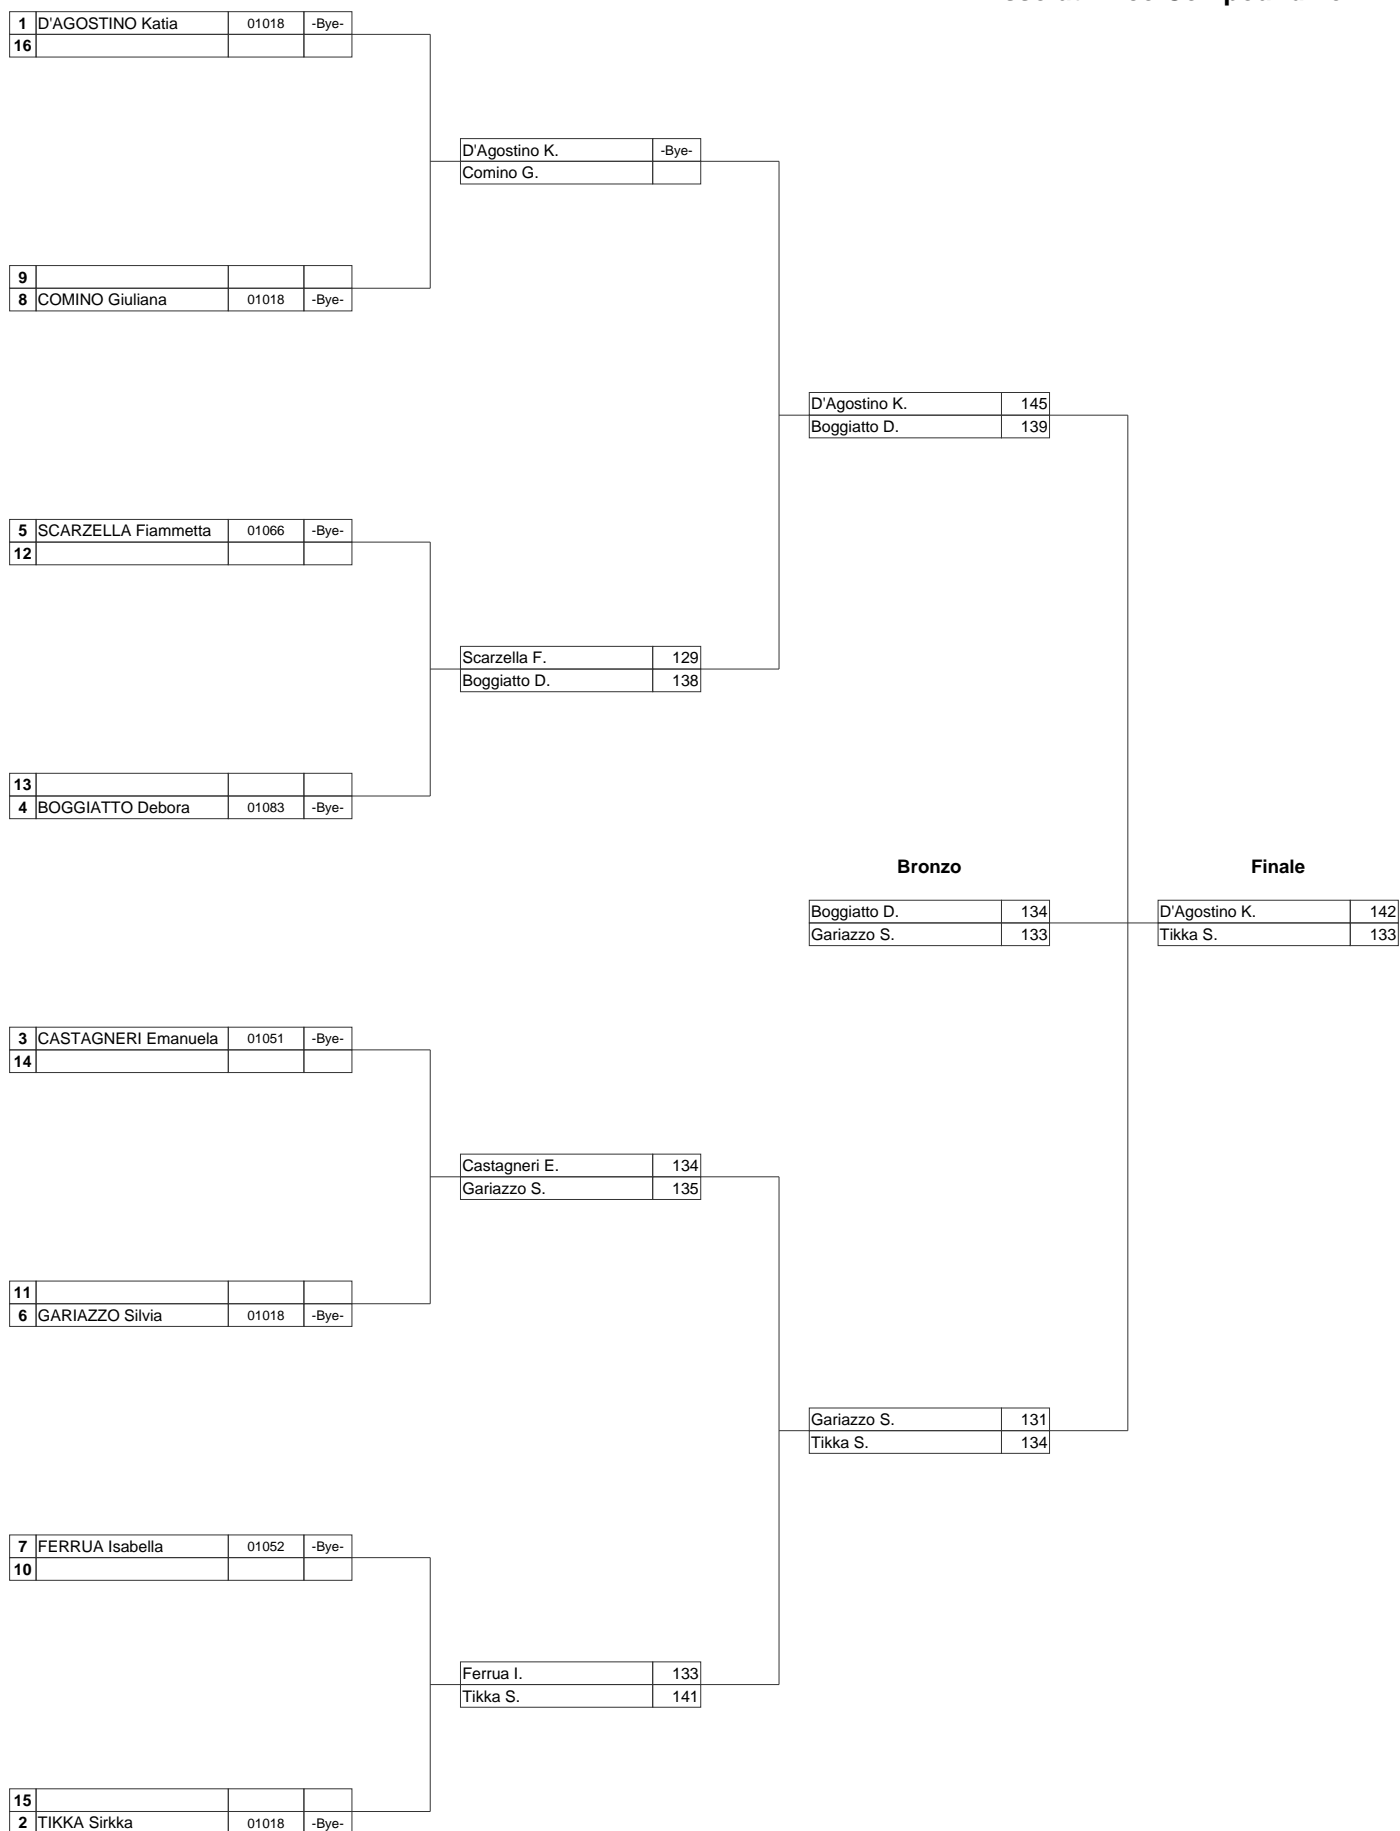 1 D'AGOSTINO Katia 01018 -Bye-
16
D'Agostino K. -Bye-
Comino G.
9
8 COMINO Giuliana 01018 -Bye-
D'Agostino K. 145
Boggiatto D. 139
5 SCARZELLA Fiammetta 01066 -Bye-
12
Scarzella F. 129
Boggiatto D. 138
13
4 BOGGIATTO Debora 01083 -Bye-
Bronzo Finale
Boggiatto D. 134 D'Agostino K. 142
Gariazzo S. 133 Tikka S. 133
3 CASTAGNERI Emanuela 01051 -Bye-
14
Castagneri E. 134
Gariazzo S. 135
11
6 GARIAZZO Silvia 01018 -Bye-
Gariazzo S. 131
Tikka S. 134
7 FERRUA Isabella 01052 -Bye-
10
Ferrua I. 133
Tikka S. 141
15
2 TIKKA Sirkka 01018 -Bye-